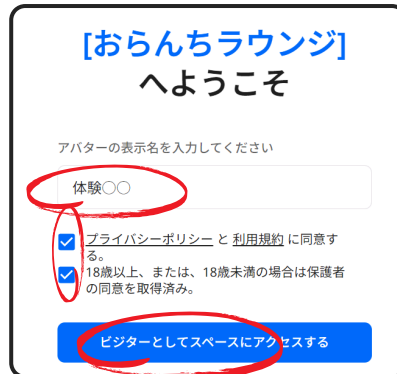 [おらんちラウンジ]
へようこそ
アバターの表示名を入力してください
体験○○
プライバシーポリシー と 利用規約 に同意す
る。
18歳以上、または、18歳未満の場合は保護者
の同意を取得済み。
ビジターとしてスペースにアクセスする